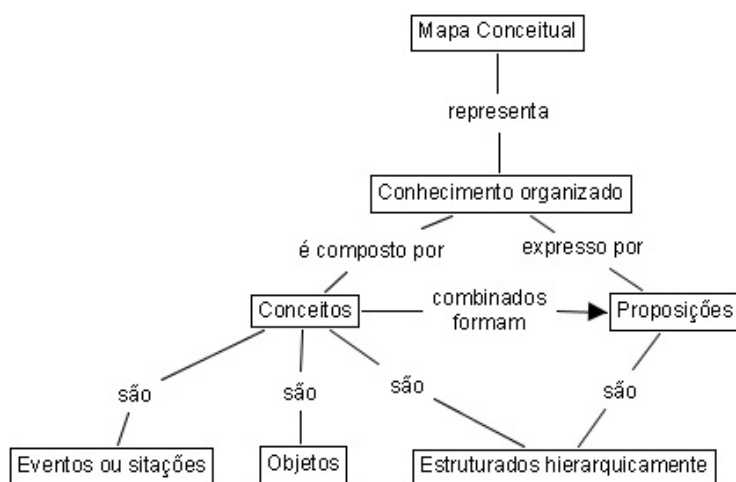 Mapa Conceitual
representa
Conhecimento organizado
é composto por
expresso por
Conceitos
combinados
formam
Proposições
são
são
são
são
Eventos ou sitações
Objetos
Estruturados hierarquicamente